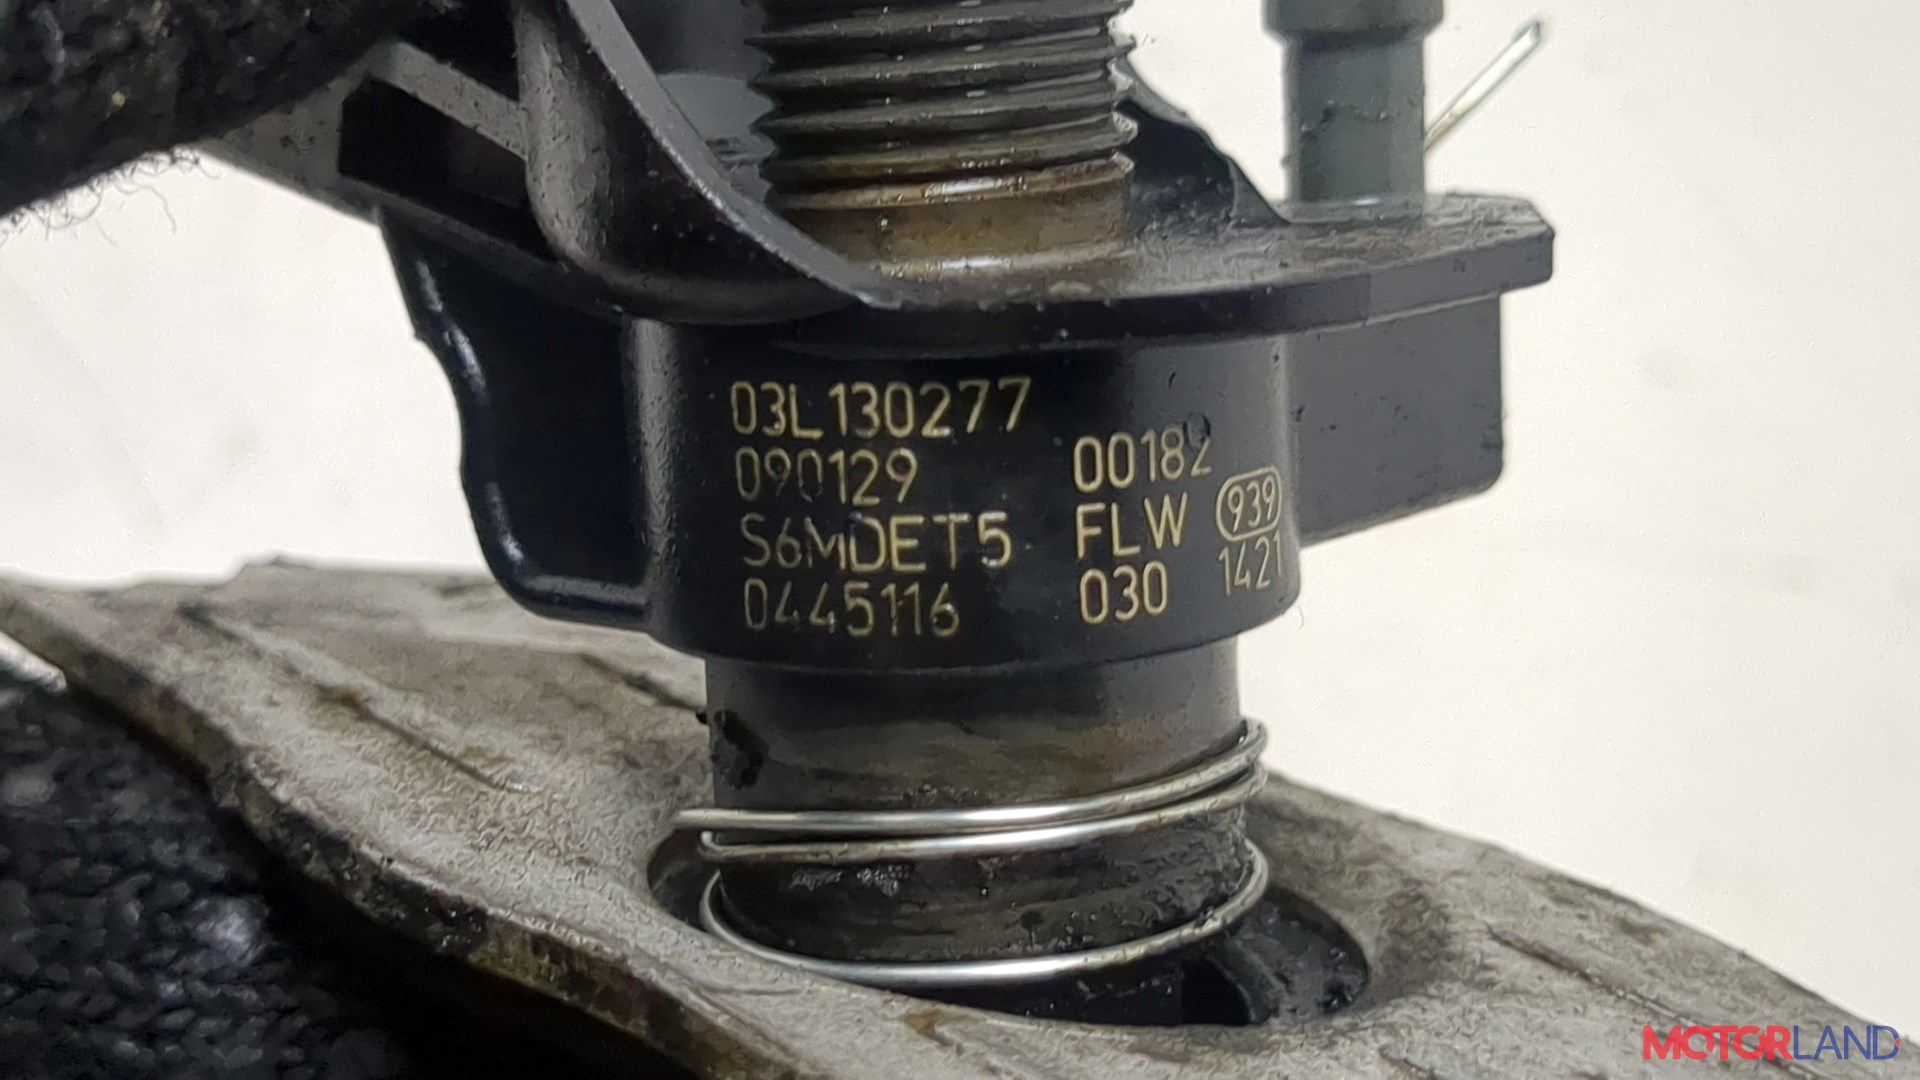 03L130277
090129 00182
S6MDET5 FLW 939
0445116 030 1421
MOTORLAND